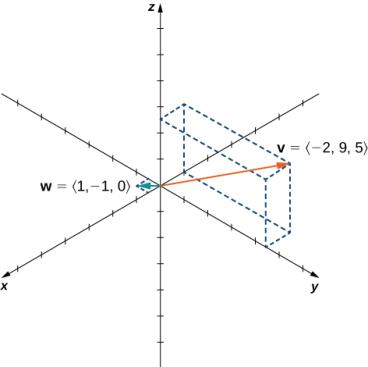 z
v = ⟨−2, 9, 5⟩
w = ⟨1,−1, 0⟩
x
y